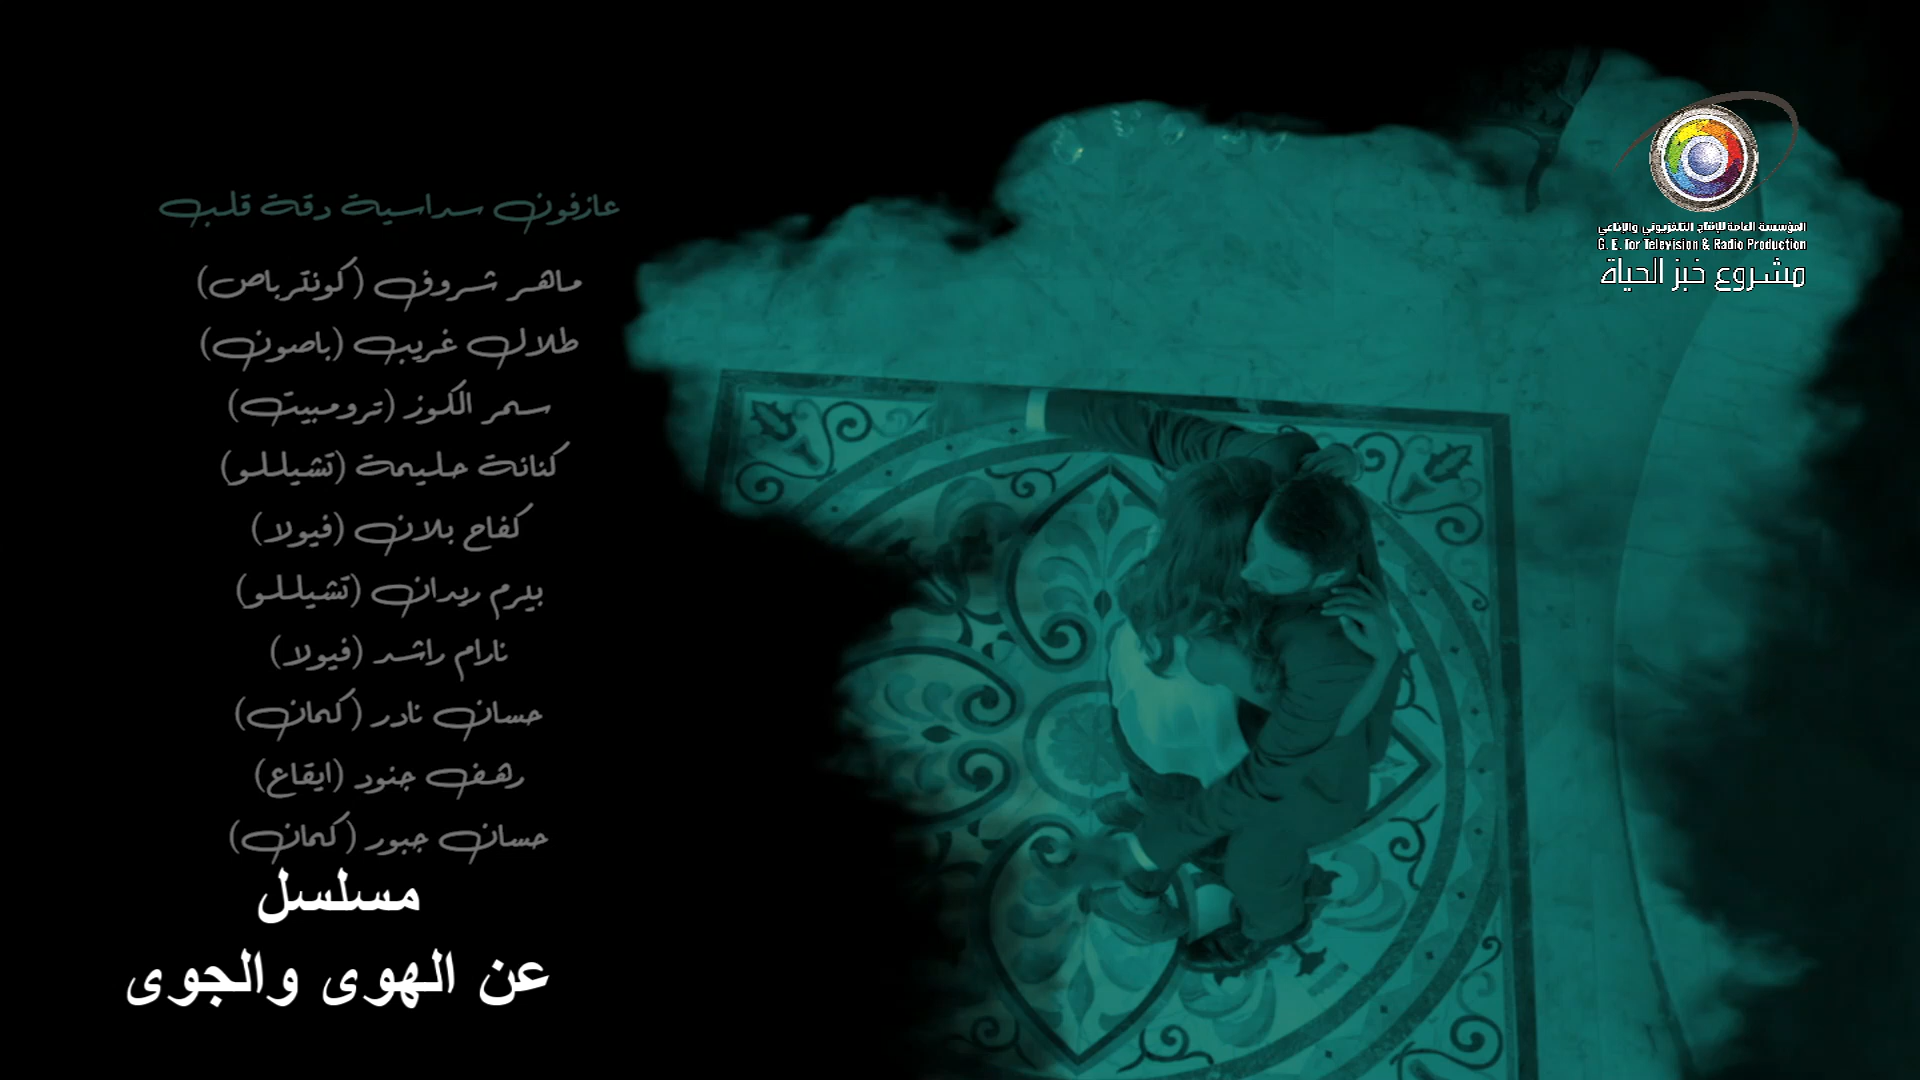 عازفون سداسية دقة قلب
ماهر شروف (كونترباص)
طلال غريب (باصون)
سمر الكوز (ترومبيت)
كنانة حليمة (تشيللو)
كفاح بلان (فيولا)
بيرم ريدان (تشيللو)
نارام راشد (فيولا)
حسان نادر (كمان)
رهف جنود (ايقاع)
حسان جبور (كمان)
مسلسل
عن الهوى والجوى
المؤسسة العامة للإنتاج التلفزيوني والإذاعي
G. E. for Television & Radio Production
مشروع خبز الحياة